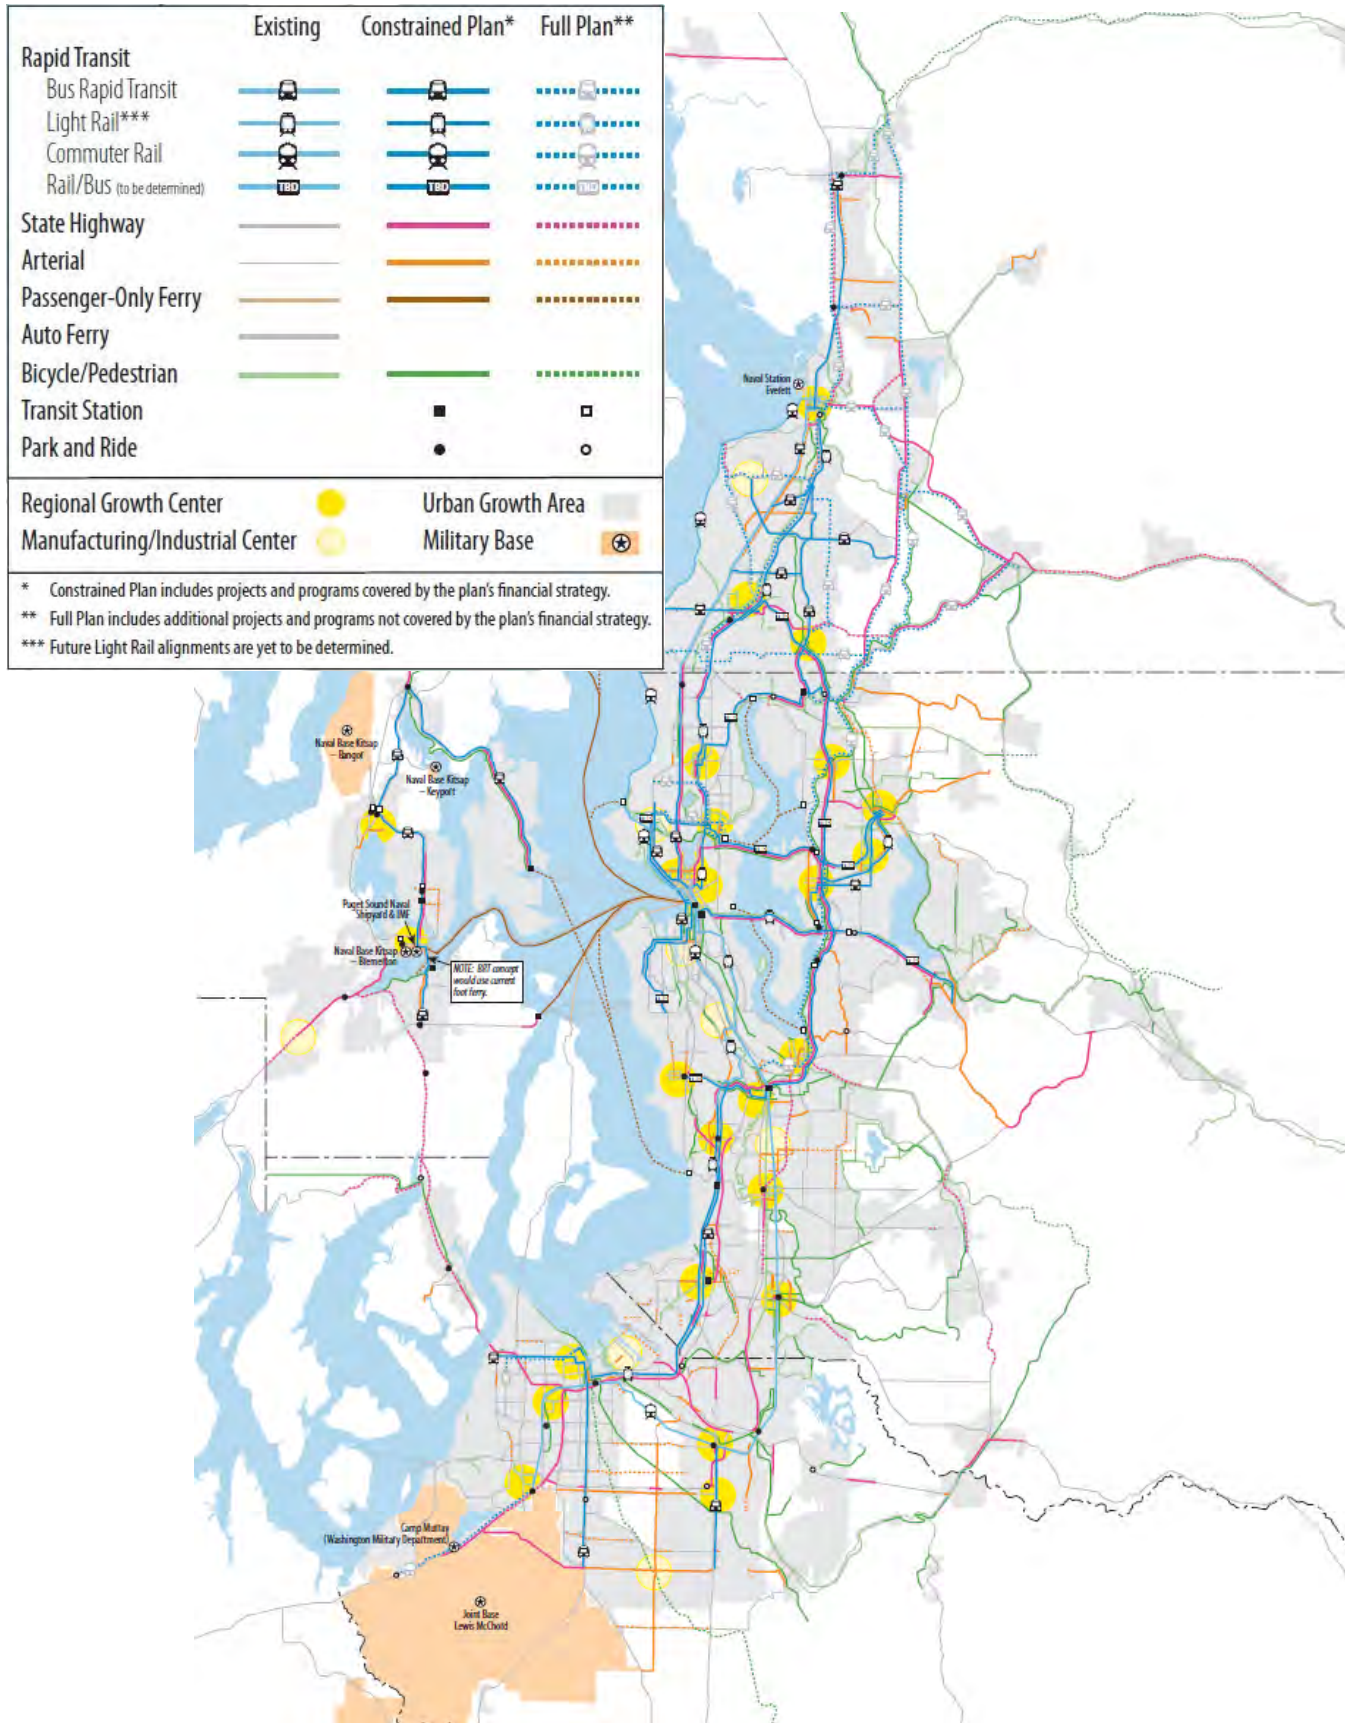 Existing Constrained Plan* Full Plan**
Rapid Transit
Bus Rapid Transit
Light Rail***
Commuter Rail
Rail/Bus (to be determined)
TBD TBD TBD
State Highway
Arterial
Passenger-Only Ferry
Auto Ferry
Bicycle/Pedestrian
Transit Station
Park and Ride
Regional Growth Center Urban Growth Area
Manufacturing/Industrial Center Military Base
* Constrained Plan includes projects and programs covered by the plan's financial strategy.
** Full Plan includes additional projects and programs not covered by the plan's financial strategy.
*** Future Light Rail alignments are yet to be determined.
Naval Station
Everett
Naval Base Kitsap
– Bangor
Naval Base Kitsap
– Keyport
Puget Sound Naval
Shipyard & IMF
Naval Base Kitsap
– Bremerton
NOTE: BRT concept
would use current
foot ferry.
Camp Murray
(Washington Military Department)
Joint Base
Lewis McChord